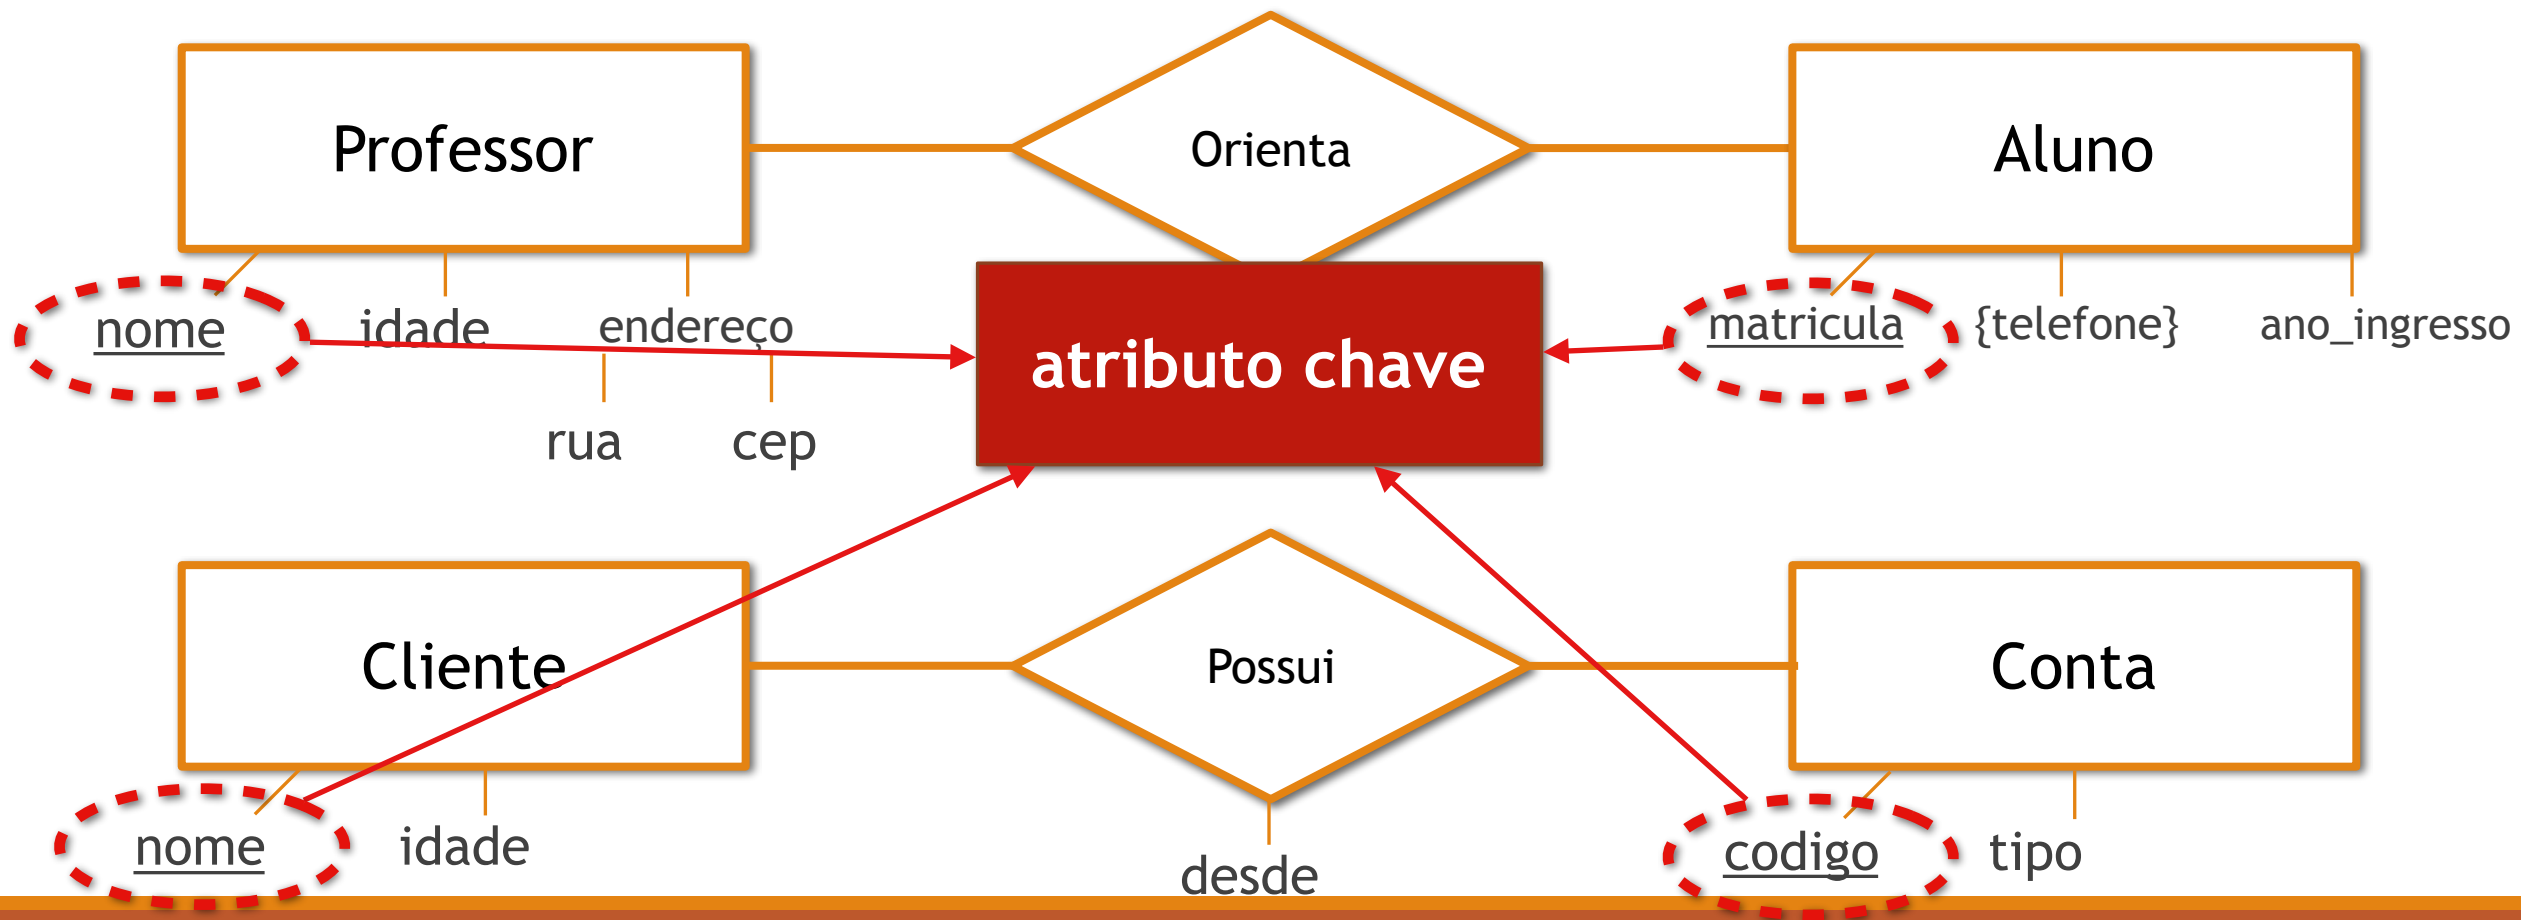 Professor
Orienta
Aluno
nome
idade
endereço
matricula
{telefone}
ano_ingresso
atributo chave
rua
cep
Cliente
Possui
Conta
nome
idade
desde
codigo
tipo